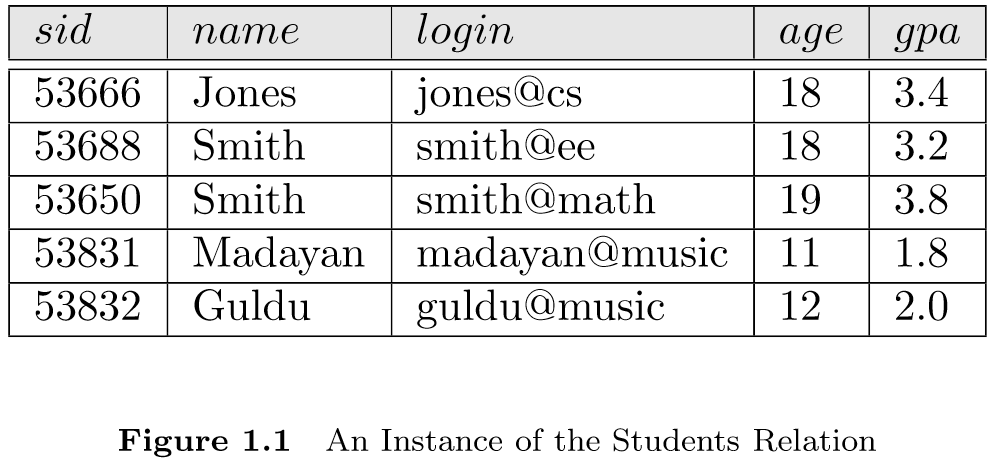 sid name login age gpa
53666 Jones jones@cs 18 3.4
53688 Smith smith@ee 18 3.2
53650 Smith smith@math 19 3.8
53831 Madayan madayan@music 11 1.8
53832 Guldu guldu@music 12 2.0
Figure 1.1 An Instance of the Students Relation